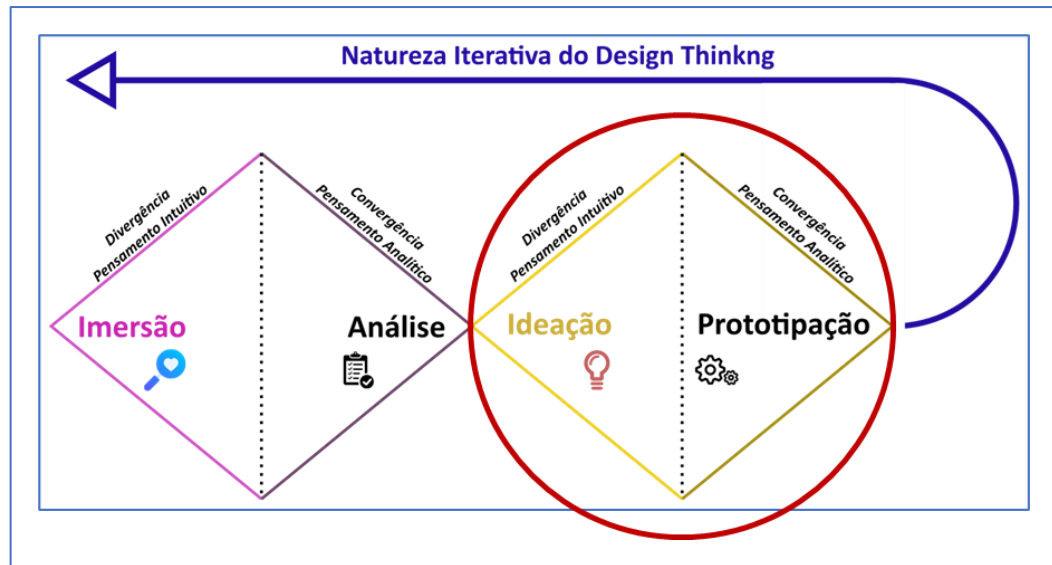 Natureza Iterativa do Design Thinkng
Divergência
Pensamento Intuitivo
Convergência
Pensamento Analítico
Divergência
Pensamento Intuitivo
Convergência
Pensamento Analítico
Imersão
Análise
Ideação
Prototipação